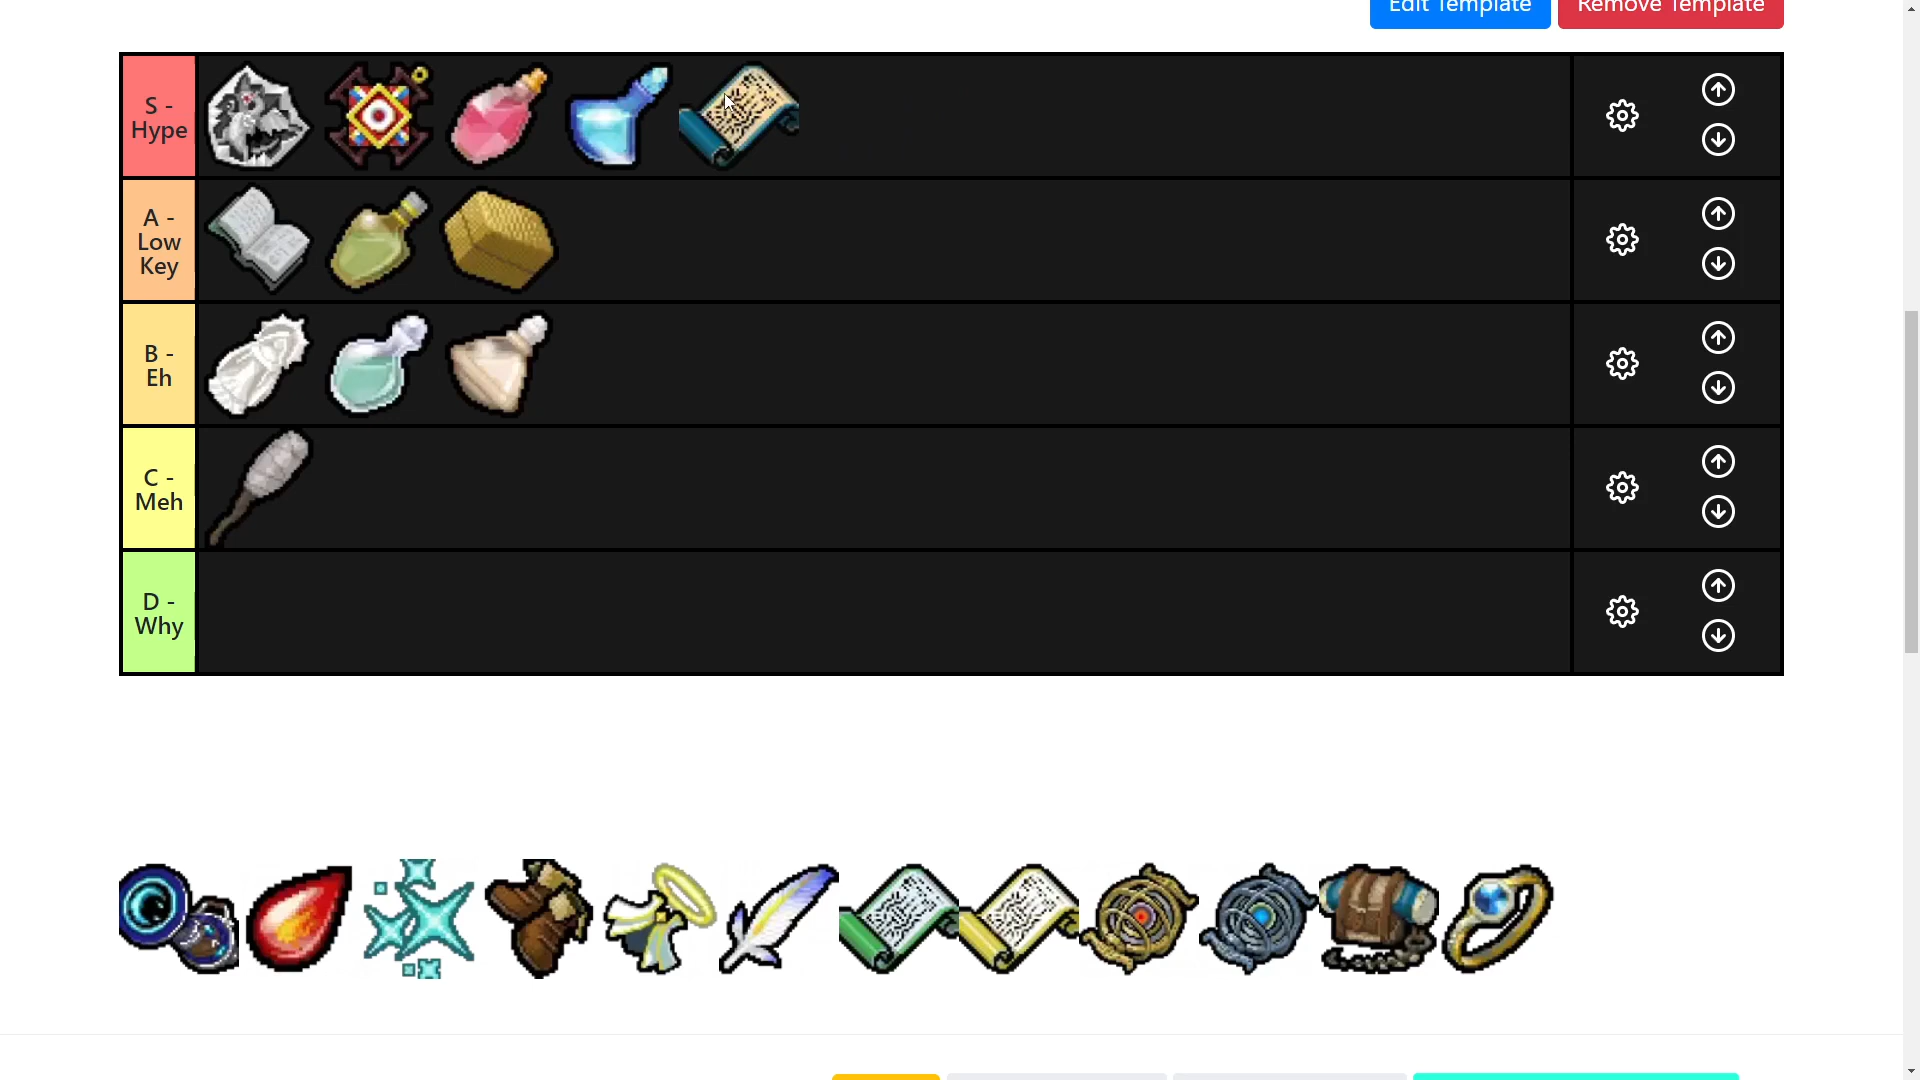 Edit Template
Remove Template
S -
Hype
A -
Low
Key
B -
Eh
C -
Meh
D -
Why